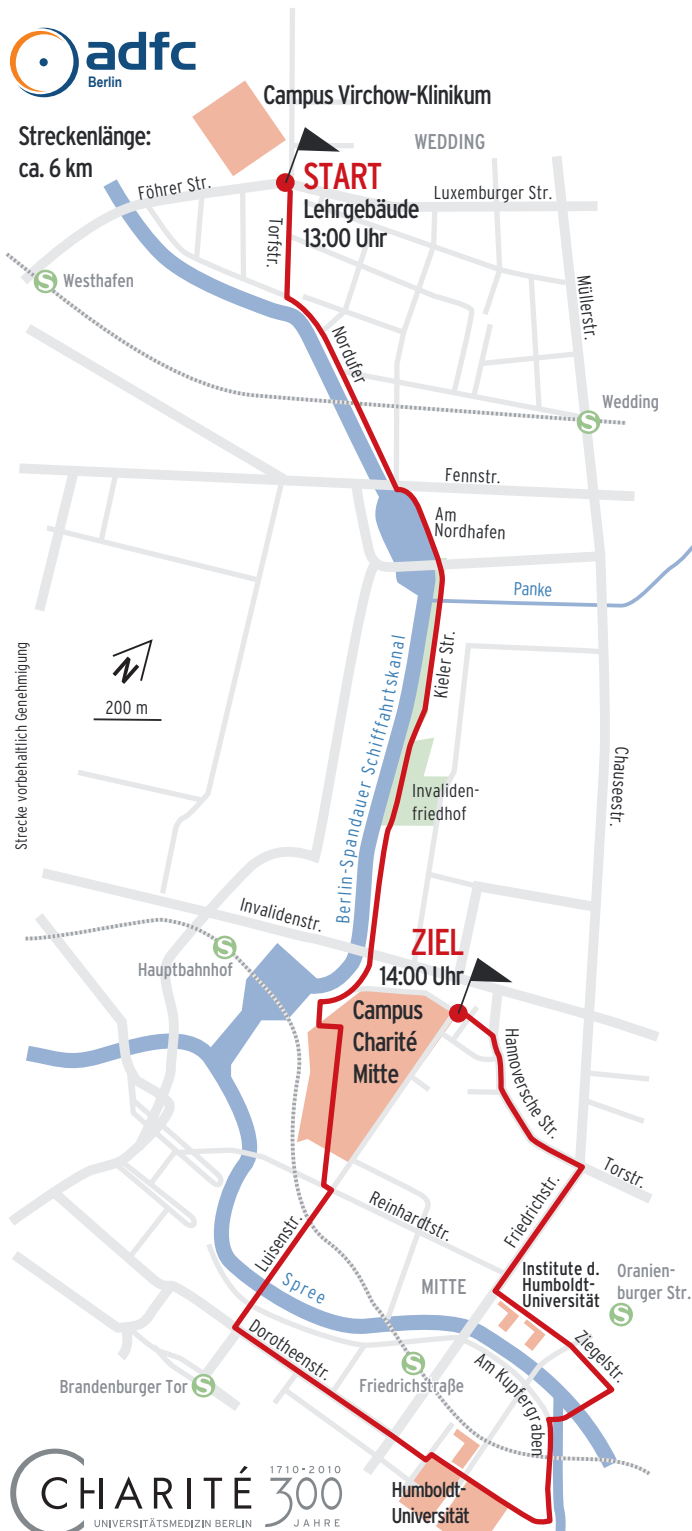 adfc
Berlin
Campus Virchow-Klinikum
Streckenlänge:
ca. 6 km
WEDDING
START
Lehrgebäude
13:00 Uhr
Föhrer Str.
Luxemburger Str.
Torfstr.
Westhafen
Müllerstr.
Nordufer
Wedding
Fennstr.
Am
Nordhafen
Panke
Kieler Str.
N
200 m
Strecke vorbehaltlich Genehmigung
Berlin-Spandauer Schifffahrtskanal
Chausseestr.
Invaliden-
friedhof
Invalidenstr.
ZIEL
14:00 Uhr
Hauptbahnhof
Campus
Charité
Mitte
Hannoversche Str.
Torstr.
Reinhardtstr.
Friedrichstr.
Luisenstr.
Spree
MITTE
Institute d.
Humboldt-
Universität
Oranien-
burger Str.
Dorotheenstr.
Ziegelstr.
Am Kupfergraben
Brandenburger Tor
Friedrichstraße
Humboldt-
Universität
CHARITÉ
UNIVERSITÄTSMEDIZIN BERLIN
1710-2010
300
JAHRE
S
S
S
S
S
S